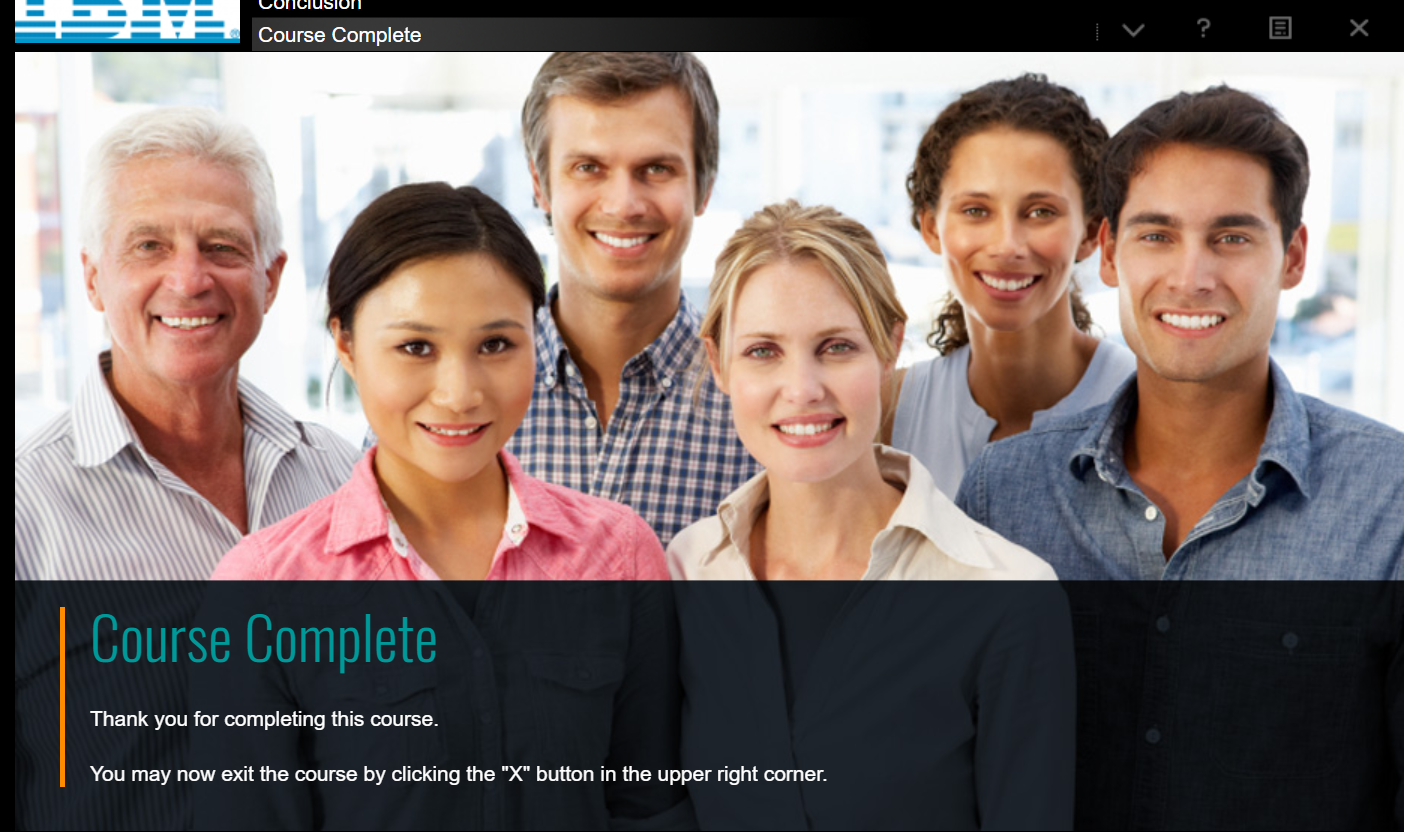 IBM®
Conclusion
Course Complete
?
Course Complete
Thank you for completing this course.
You may now exit the course by clicking the "X" button in the upper right corner.